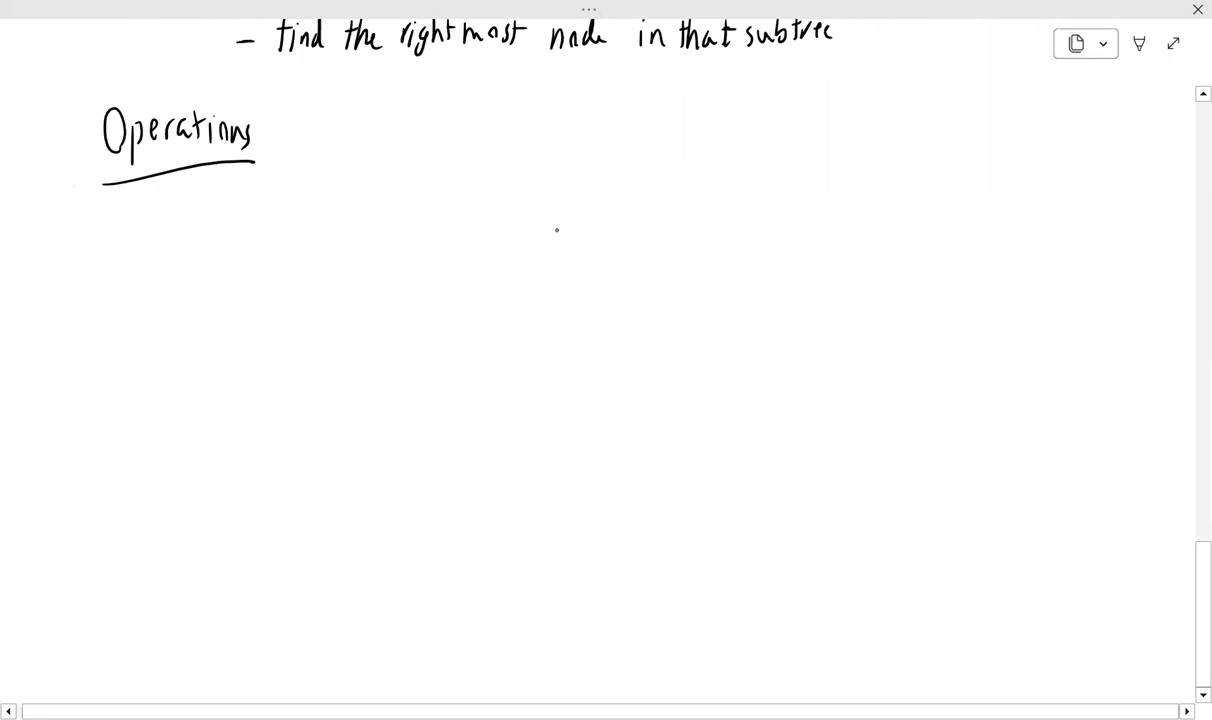 - find the rightmost node in that subtree
Operations